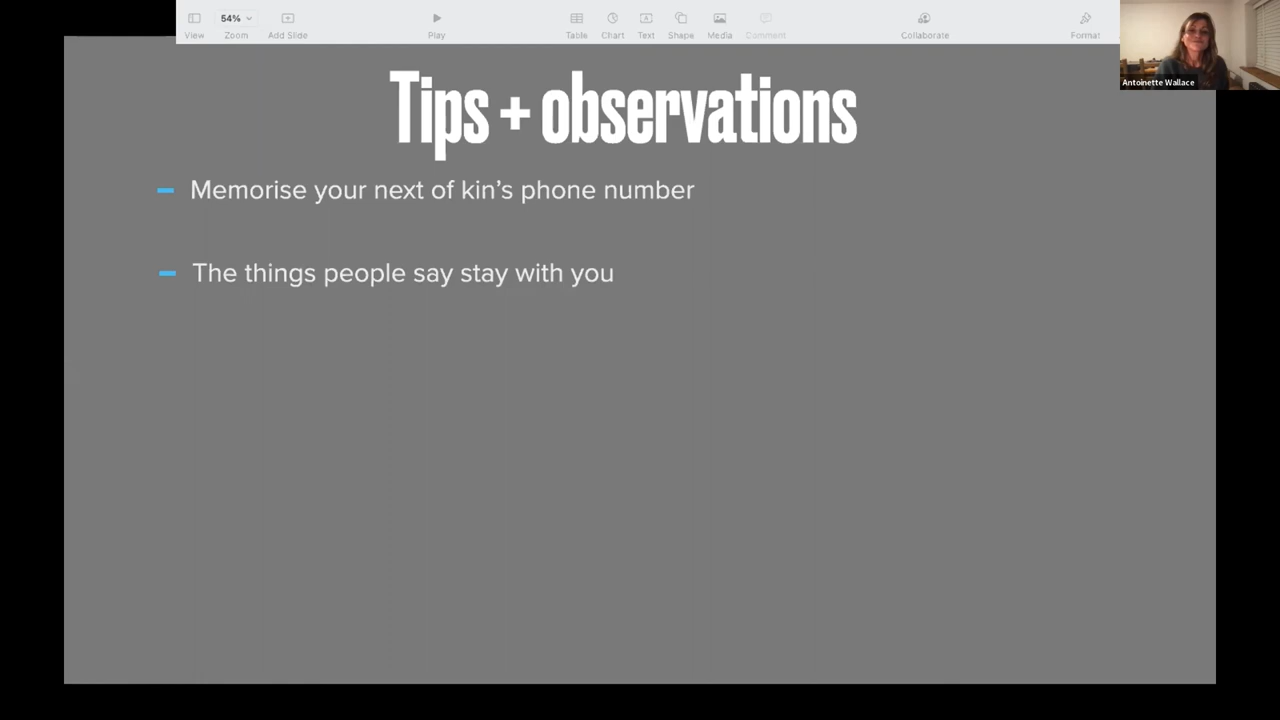 54%
View
Zoom
Add Slide
Play
Table
Chart
Text
Shape
Media
Comment
Collaborate
Format
Antoinette Wallace
Tips + observations
Memorise your next of kin’s phone number
The things people say stay with you